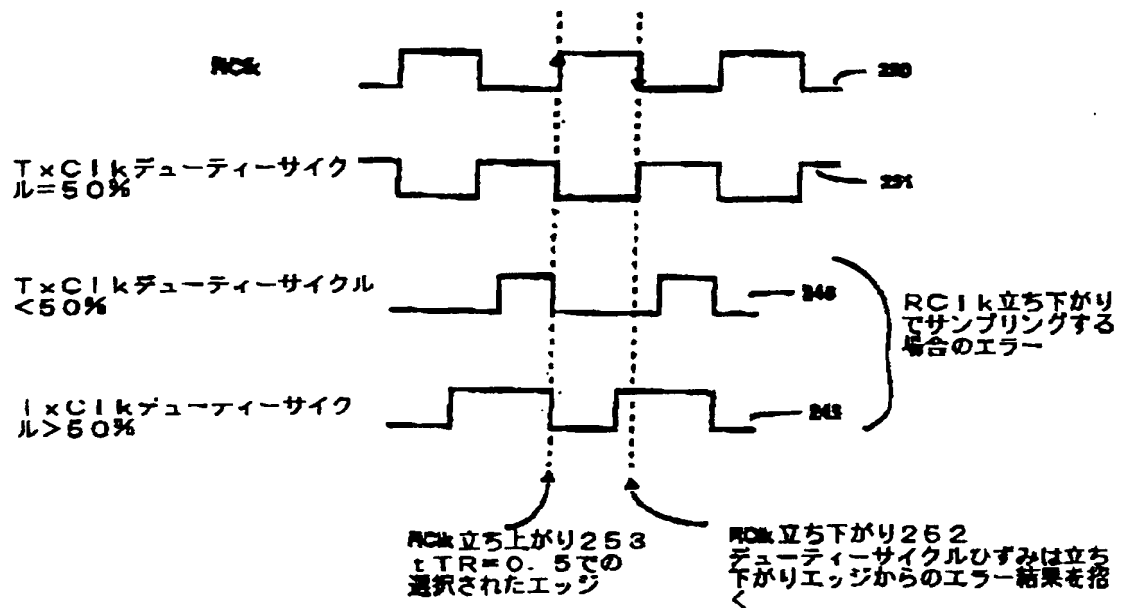 RClk
TxClkデューティーサイク
ル=50%
TxClkデューティーサイクル
<50%
TxClkデューティーサイク
ル>50%
RClk立ち下がり
でサンプリングする
場合のエラー
RClk立ち上がり253
tTR=0.5での
選択されたエッジ
RClk立ち下がり262
デューティーサイクルひずみは立ち
下がりエッジからのエラー結果を招
く